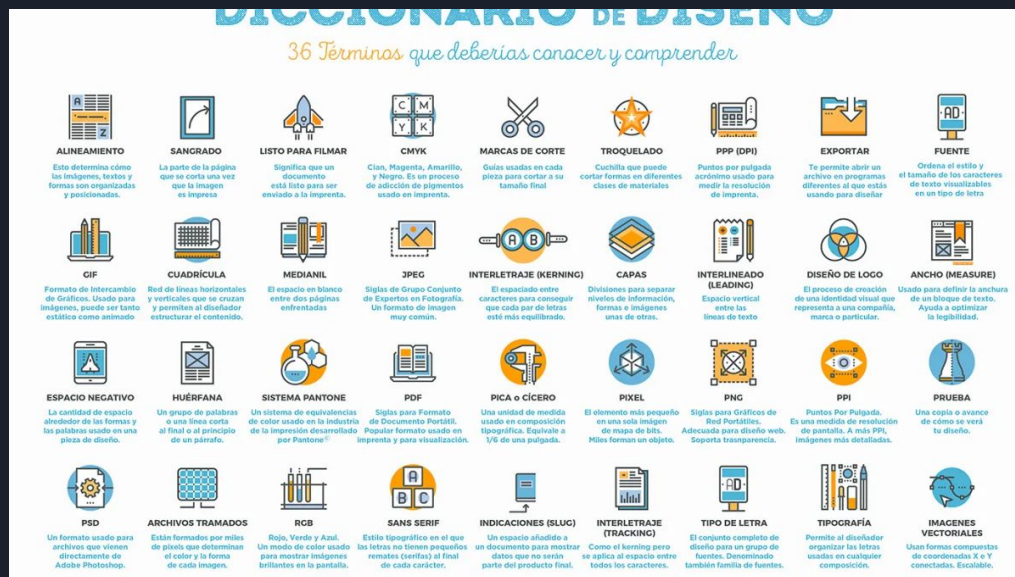 DICCIONARIO DE DISEÑO
36 Términos que deberías conocer y comprender
ALINEAMIENTO
Esto determina cómo
las imágenes, textos y
formas son organizadas
y posicionadas.
SANGRADO
La parte de la página
que se corta una vez
que la imagen
es impresa
LISTO PARA FILMAR
Significa que un
documento
está listo para ser
enviado a la imprenta.
C M
Y K
CMYK
Cian, Magenta, Amarillo,
y Negro. Es un proceso
de adicción de pigmentos
usado en imprenta.
MARCAS DE CORTE
Guías usadas en cada
pieza para cortar a su
tamaño final
TROQUELADO
Cuchilla que puede
cortar formas en diferentes
clases de materiales
PPP (DPI)
Puntos por pulgada
acrónimo usado para
medir la resolución
de imprenta.
EXPORTAR
Te permite abrir un
archivo en programas
diferentes al que estás
usando para diseñar
AD
FUENTE
Ordena el estilo y
el tamaño de los caracteres
de texto visualizables
en un tipo de letra
A
Z
GIF
Formato de Intercambio
de Gráficos. Usado para
imágenes, puede ser tanto
estático como animado
CUADRÍCULA
Red de líneas horizontales
y verticales que se cruzan
y permiten al diseñador
estructurar el contenido.
MEDIANIL
El espacio en blanco
entre dos páginas
enfrentadas
JPEG
Siglas de Grupo Conjunto
de Expertos en Fotografía.
Un formato de imagen
muy común.
A B
INTERLETRAJE (KERNING)
El espaciado entre
caracteres para conseguir
que cada par de letras
esté más equilibrado.
CAPAS
Divisiones para separar
niveles de información,
formas e imágenes
unas de otras.
INTERLINEADO
(LEADING)
Espacio vertical
entre las
líneas de texto
DISEÑO DE LOGO
El proceso de creación
de una identidad visual que
representa a una compañía,
marca o particular.
ANCHO (MEASURE)
Usado para definir la anchura
de un bloque de texto.
Ayuda a optimizar
la legibilidad.
ESPACIO NEGATIVO
La cantidad de espacio
alrededor de las formas y
las palabras usado en una
pieza de diseño.
HUÉRFANA
Un grupo de palabras
o una línea corta
al final o al principio
de un párrafo.
SISTEMA PANTONE
Un sistema de equivalencias
de color usado en la industria
de la impresión desarrollado
por Pantone®
PDF
Siglas para Formato
de Documento Portátil.
Popular formato usado en
imprenta y para visualización.
PICA o CÍCERO
Una unidad de medida
usado en composición
tipográfica. Equivale a
1/6 de una pulgada.
PIXEL
El elemento más pequeño
en una sola imágen
de mapa de bits.
Miles forman un objeto.
PNG
Siglas para Gráficos de
Red Portátiles.
Adecuada para diseño web.
Soporta trasnparencia.
PPI
Puntos Por Pulgada.
Es una medida de resolución
de pantalla. A más PPI,
imágenes más detalladas.
PRUEBA
Una copia o avance
de cómo se verá
tu diseño.
PSD
Un formato usado para
archivos que vienen
directamente de
Adobe Photoshop.
ARCHIVOS TRAMADOS
Están formados por miles
de pixels que determinan
el color y la forma
de cada imagen.
RGB
Rojo, Verde y Azul.
Un modo de color usado
para mostrar imágenes
brillantes en la pantalla.
A
B C
SANS SERIF
Estilo tipográfico en el que
las letras no tienen pequeños
remates (serifas) al final
de cada carácter.
INDICACIONES (SLUG)
Un espacio añadido a
un documento para mostrar
datos que no serán
parte del producto final.
INTERLETRAJE
(TRACKING)
Como el kerning pero
se aplica al espacio entre
todos los caracteres.
AD
TIPO DE LETRA
El conjunto completo de
diseño para un grupo de
fuentes. Denominado
también familia de fuentes.
TIPOGRAFÍA
Permite al diseñador
organizar las letras
usadas en cualquier
composición.
IMAGENES
VECTORIALES
Usan formas compuestas
de coordenadas X e Y
conectadas. Escalable.